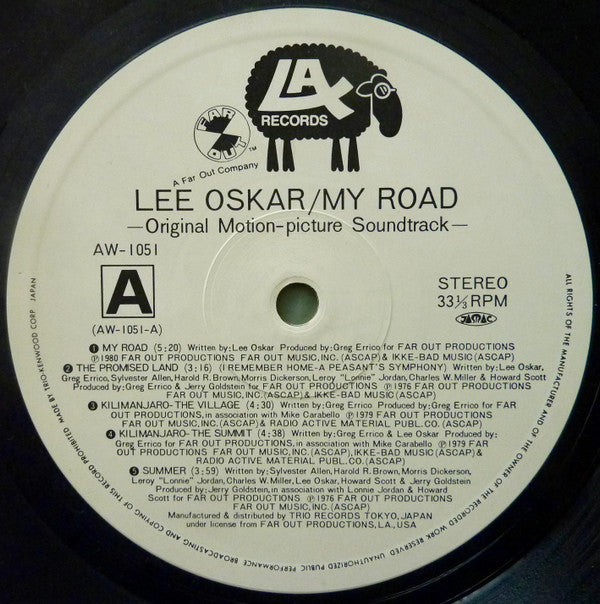 LAX
RECORDS
FAR OUT
TM
A Far Out Company
LEE OSKAR/MY ROAD
—Original Motion-picture Soundtrack—
AW-1051
A
(AW-1051-A)
STEREO
33⅓ RPM
JASRAC
❶ MY ROAD (5:20) Written by: Lee Oskar Produced by: Greg Errico for FAR OUT PRODUCTIONS
Ⓟ1980 FAR OUT PRODUCTIONS FAR OUT MUSIC, INC. (ASCAP) & IKKE-BAD MUSIC (ASCAP)
❷ THE PROMISED LAND (3:16) (I REMEMBER HOME-A PEASANT'S SYMPHONY) Written by: Lee Oskar,
Greg Errico, Sylvester Allen, Harold R. Brown, Morris Dickerson, Leroy "Lonnie" Jordan, Charles W. Miller & Howard Scott
Produced by: Greg Errico & Jerry Goldstein for FAR OUT PRODUCTIONS Ⓟ1976 FAR OUT PRODUCTIONS
FAR OUT MUSIC, INC. (ASCAP) & IKKE-BAD MUSIC (ASCAP)
❸ KILIMANJARO-THE VILLAGE (4:30) Written by: Greg Errico Produced by: Greg Errico for FAR
OUT PRODUCTIONS, in association with Mike Carabello Ⓟ1979 FAR OUT PRODUCTIONS
FAR OUT MUSIC, INC. (ASCAP) & RADIO ACTIVE MATERIAL PUBL. CO. (ASCAP)
❹ KILIMANJARO-THE SUMMIT (4:38) Written by: Greg Errico & Lee Oskar Produced by:
Greg Errico for FAR OUT PRODUCTIONS, in association with Mike Carabello Ⓟ1979 FAR
OUT PRODUCTIONS FAR OUT MUSIC, INC. (ASCAP), IKKE-BAD MUSIC (ASCAP) &
RADIO ACTIVE MATERIAL PUBL. CO. (ASCAP)
❺ SUMMER (3:59) Written by: Sylvester Allen, Harold R. Brown, Morris Dickerson,
Leroy "Lonnie" Jordan, Charles W. Miller, Lee Oskar, Howard Scott & Jerry Goldstein
Produced by: Jerry Goldstein, in association with Lonnie Jordan & Howard
Scott for FAR OUT PRODUCTIONS Ⓟ1976 FAR OUT PRODUCTIONS
FAR OUT MUSIC, INC. (ASCAP)
Manufactured & distributed by TRIO RECORDS TOKYO, JAPAN
under license from FAR OUT PRODUCTIONS, L.A., USA
ALL RIGHTS OF THE MANUFACTURER AND OF THE OWNER OF THE RECORDED WORK RESERVED UNAUTHORIZED PUBLIC PERFORMANCE BROADCASTING AND COPYING OF THIS RECORD PROHIBITED MADE BY TRIO-KENWOOD CORP. JAPAN